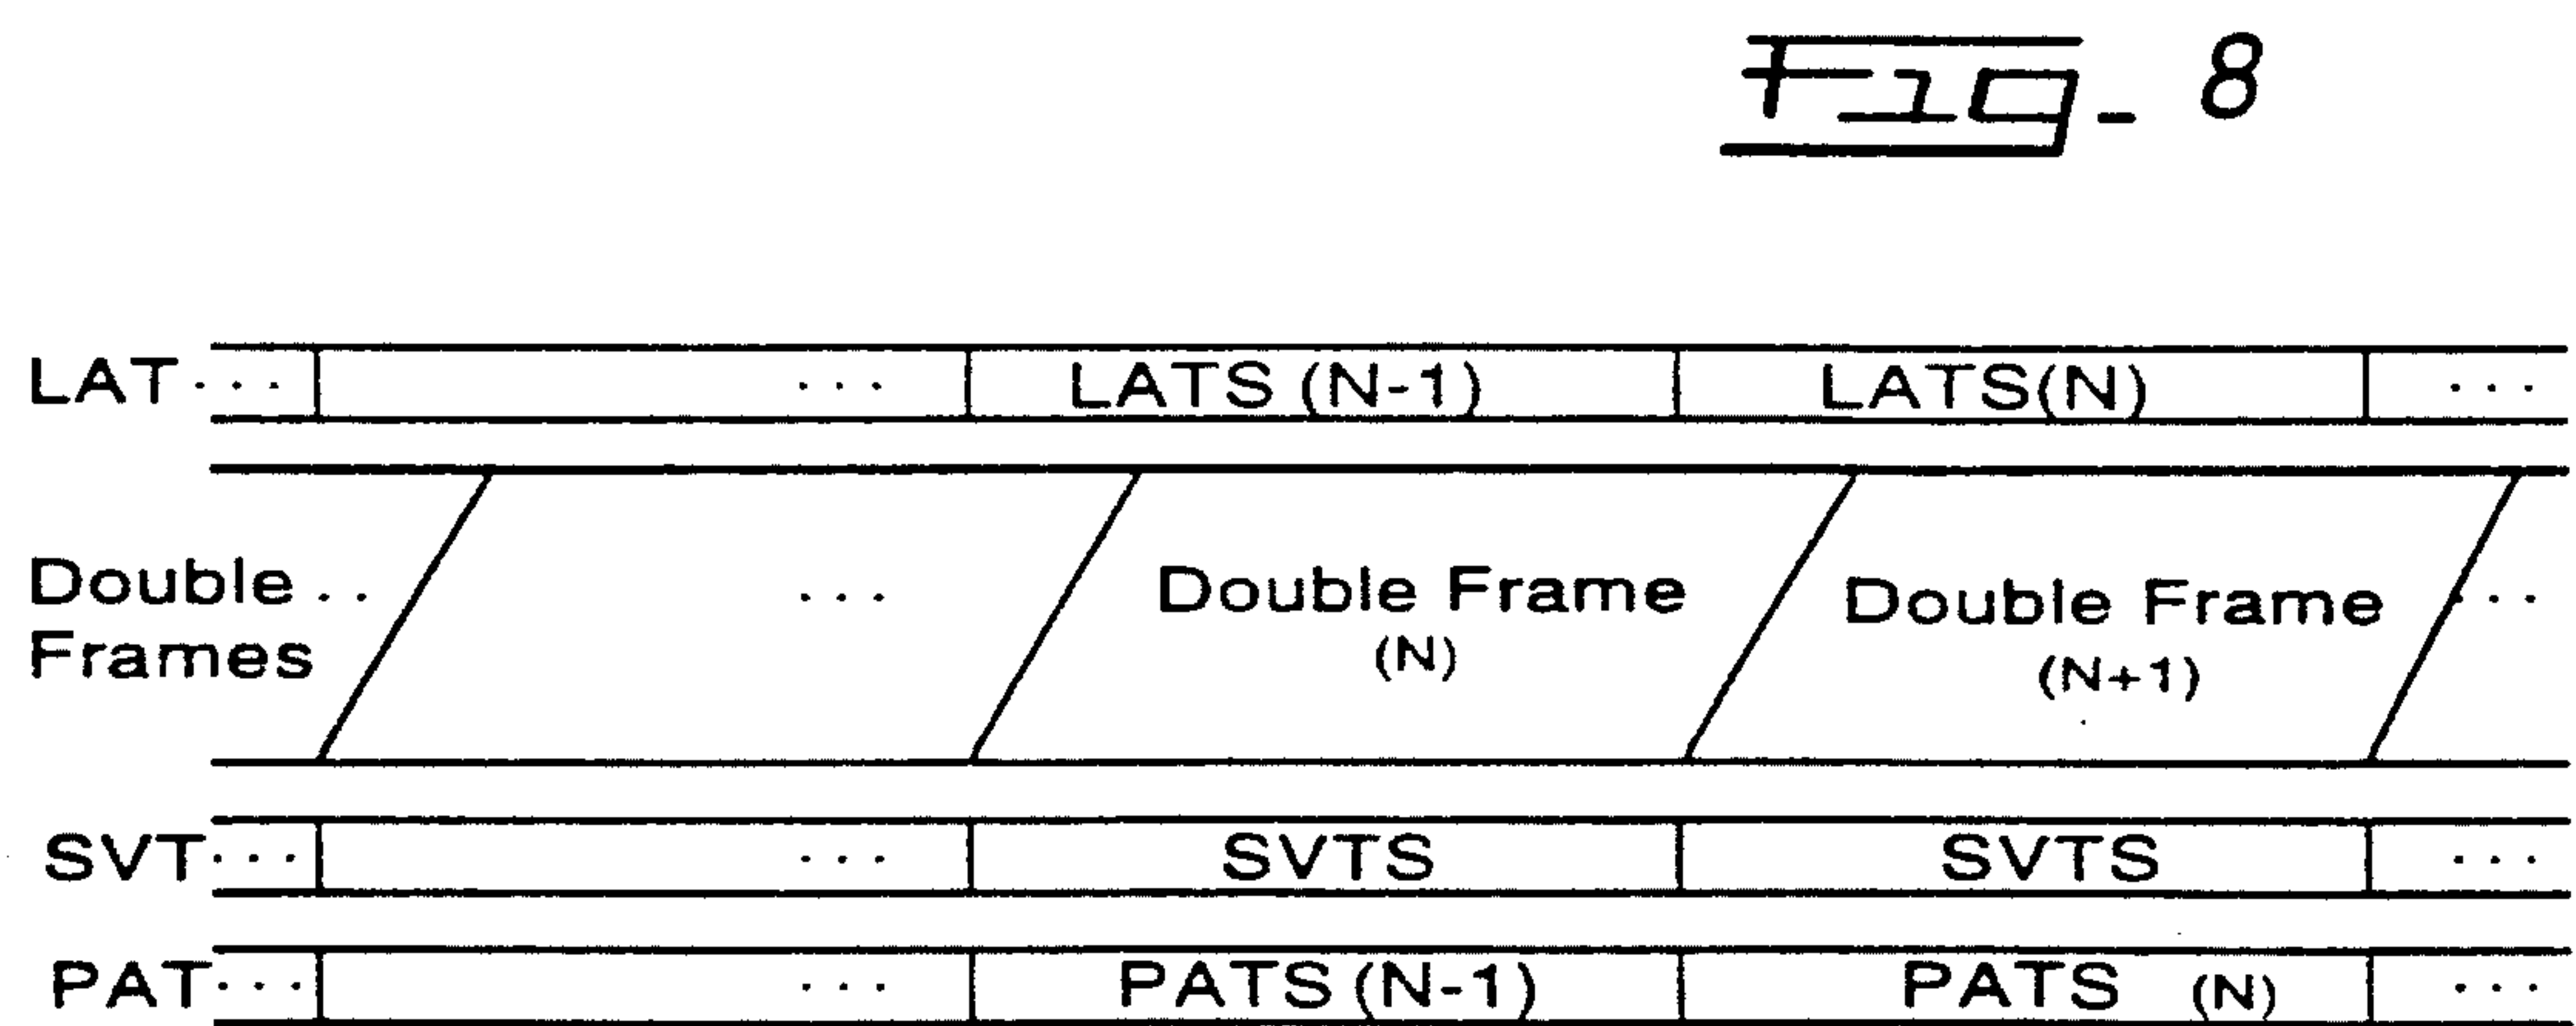 Fig. 8
LAT ... ... LATS (N-1) LATS(N) ...
Double Frames .. ... Double Frame (N) Double Frame (N+1) ...
SVT ... ... SVTS SVTS ...
PAT ... ... PATS (N-1) PATS (N) ...